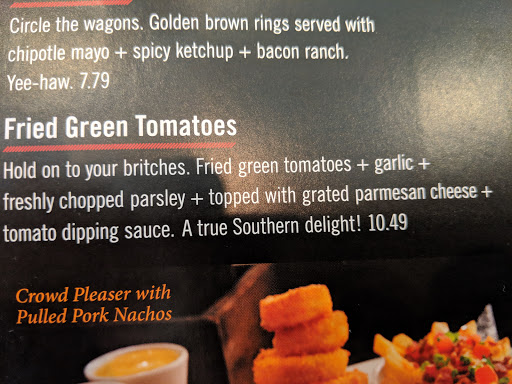 Circle the wagons. Golden brown rings served with
chipotle mayo + spicy ketchup + bacon ranch.
Yee-haw. 7.79
Fried Green Tomatoes
Hold on to your britches. Fried green tomatoes + garlic +
freshly chopped parsley + topped with grated parmesan cheese +
tomato dipping sauce. A true Southern delight! 10.49
Crowd Pleaser with
Pulled Pork Nachos